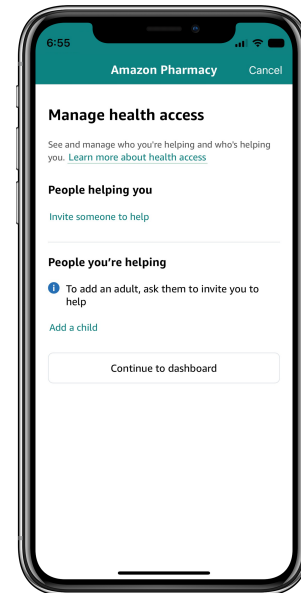 6:55
Amazon Pharmacy Cancel
Manage health access
See and manage who you're helping and who's helping
you. Learn more about health access
People helping you
Invite someone to help
People you're helping
i To add an adult, ask them to invite you to
help
Add a child
Continue to dashboard